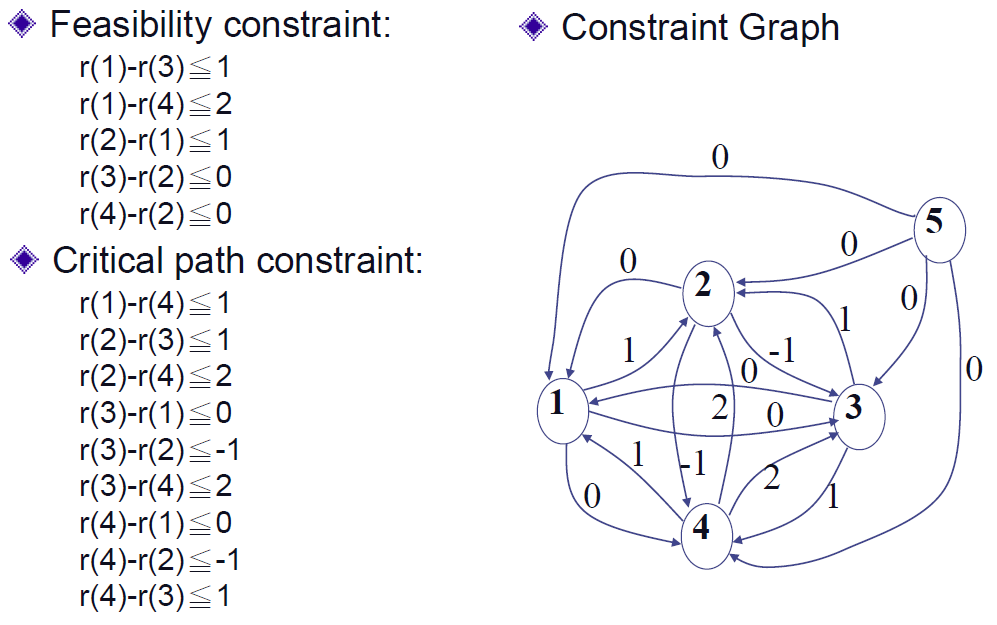 Feasibility constraint:
r(1)-r(3)≦1
r(1)-r(4)≦2
r(2)-r(1)≦1
r(3)-r(2)≦0
r(4)-r(2)≦0
Critical path constraint:
r(1)-r(4)≦1
r(2)-r(3)≦1
r(2)-r(4)≦2
r(3)-r(1)≦0
r(3)-r(2)≦-1
r(3)-r(4)≦2
r(4)-r(1)≦0
r(4)-r(2)≦-1
r(4)-r(3)≦1
Constraint Graph
0
5
0
0
2
0
1
1
-1
0
0
1
2
0
3
1
-1
2
0
1
4